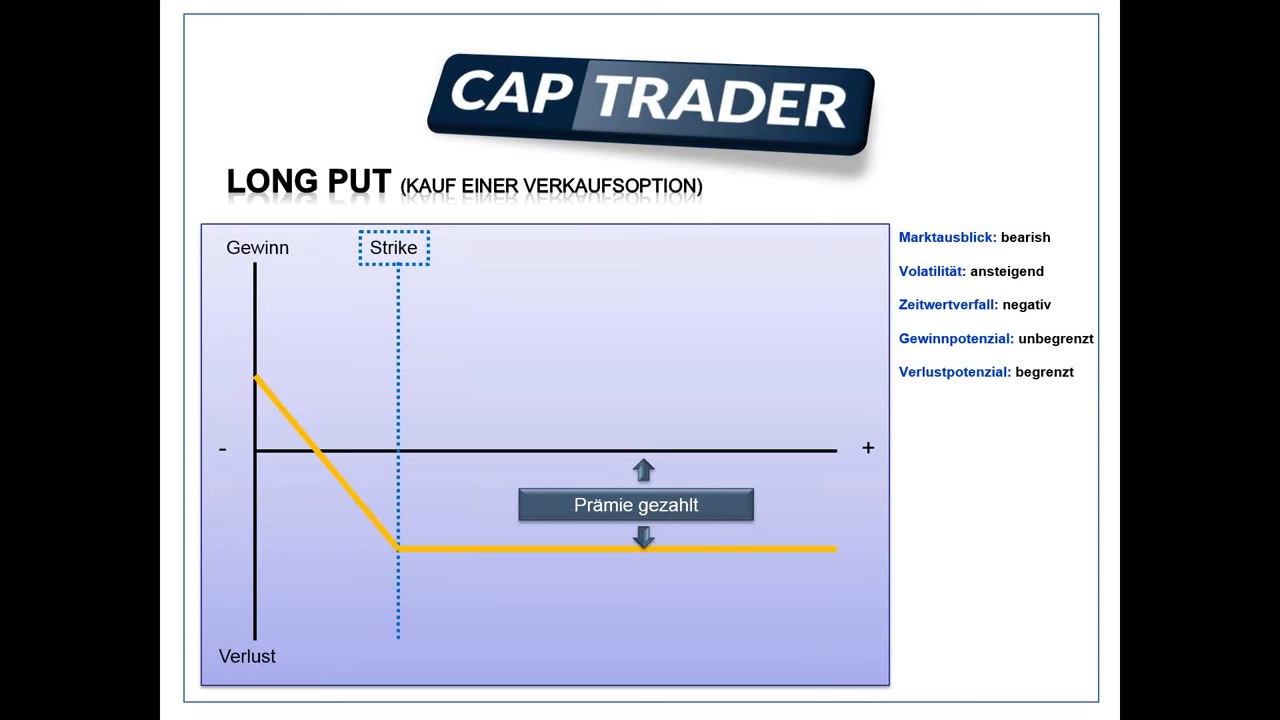 CAP TRADER
LONG PUT (KAUF EINER VERKAUFSOPTION)
Gewinn
Strike
- +
Prämie gezahlt
Verlust
Marktausblick: bearish
Volatilität: ansteigend
Zeitwertverfall: negativ
Gewinnpotenzial: unbegrenzt
Verlustpotenzial: begrenzt